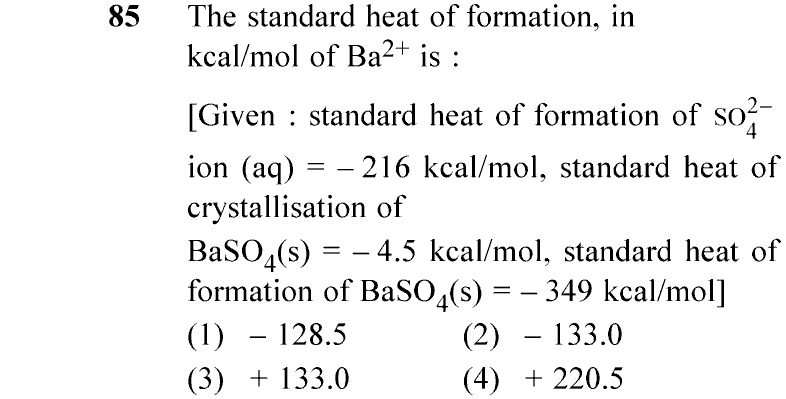 85 The standard heat of formation, in
kcal/mol of Ba²⁺ is :
[Given : standard heat of formation of SO₄²⁻
ion (aq) = – 216 kcal/mol, standard heat of
crystallisation of
BaSO₄(s) = – 4.5 kcal/mol, standard heat of
formation of BaSO₄(s) = – 349 kcal/mol]
(1) – 128.5 (2) – 133.0
(3) + 133.0 (4) + 220.5